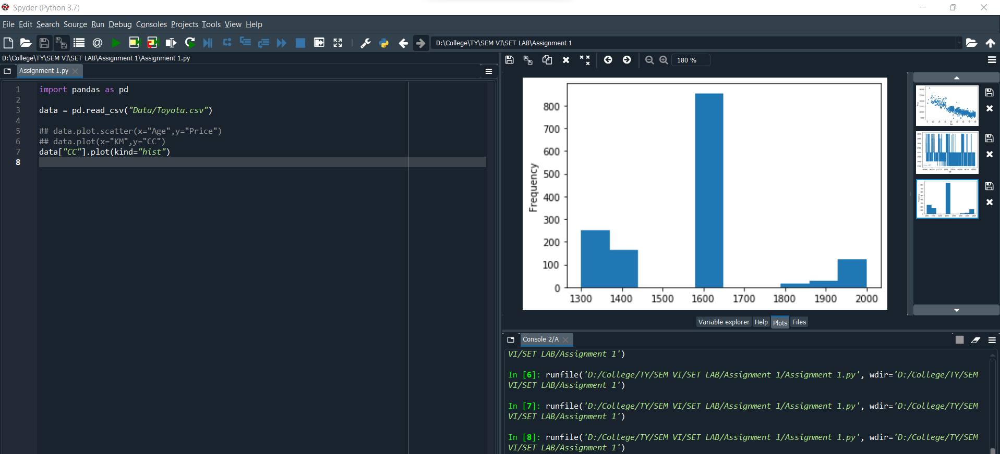 Spyder (Python 3.7)
File Edit Search Source Run Debug Consoles Projects Tools View Help
D:\College\TY\SEM VI\SET LAB\Assignment 1
D:\College\TY\SEM VI\SET LAB\Assignment 1\Assignment 1.py
180 %
Assignment 1.py
1 import pandas as pd
2
3 data = pd.read_csv("Data/Toyota.csv")
4
5 ## data.plot.scatter(x="Age",y="Price")
6 ## data.plot(x="KM",y="CC")
7 data["CC"].plot(kind="hist")
8
800
700
600
500
400
300
200
100
0
Frequency
1300 1400 1500 1600 1700 1800 1900 2000
Variable explorer Help Plots Files
Console 2/A
VI/SET LAB/Assignment 1')
In [6]: runfile('D:/College/TY/SEM VI/SET LAB/Assignment 1/Assignment 1.py', wdir='D:/College/TY/SEM
VI/SET LAB/Assignment 1')
In [7]: runfile('D:/College/TY/SEM VI/SET LAB/Assignment 1/Assignment 1.py', wdir='D:/College/TY/SEM
VI/SET LAB/Assignment 1')
In [8]: runfile('D:/College/TY/SEM VI/SET LAB/Assignment 1/Assignment 1.py', wdir='D:/College/TY/SEM
VI/SET LAB/Assignment 1')